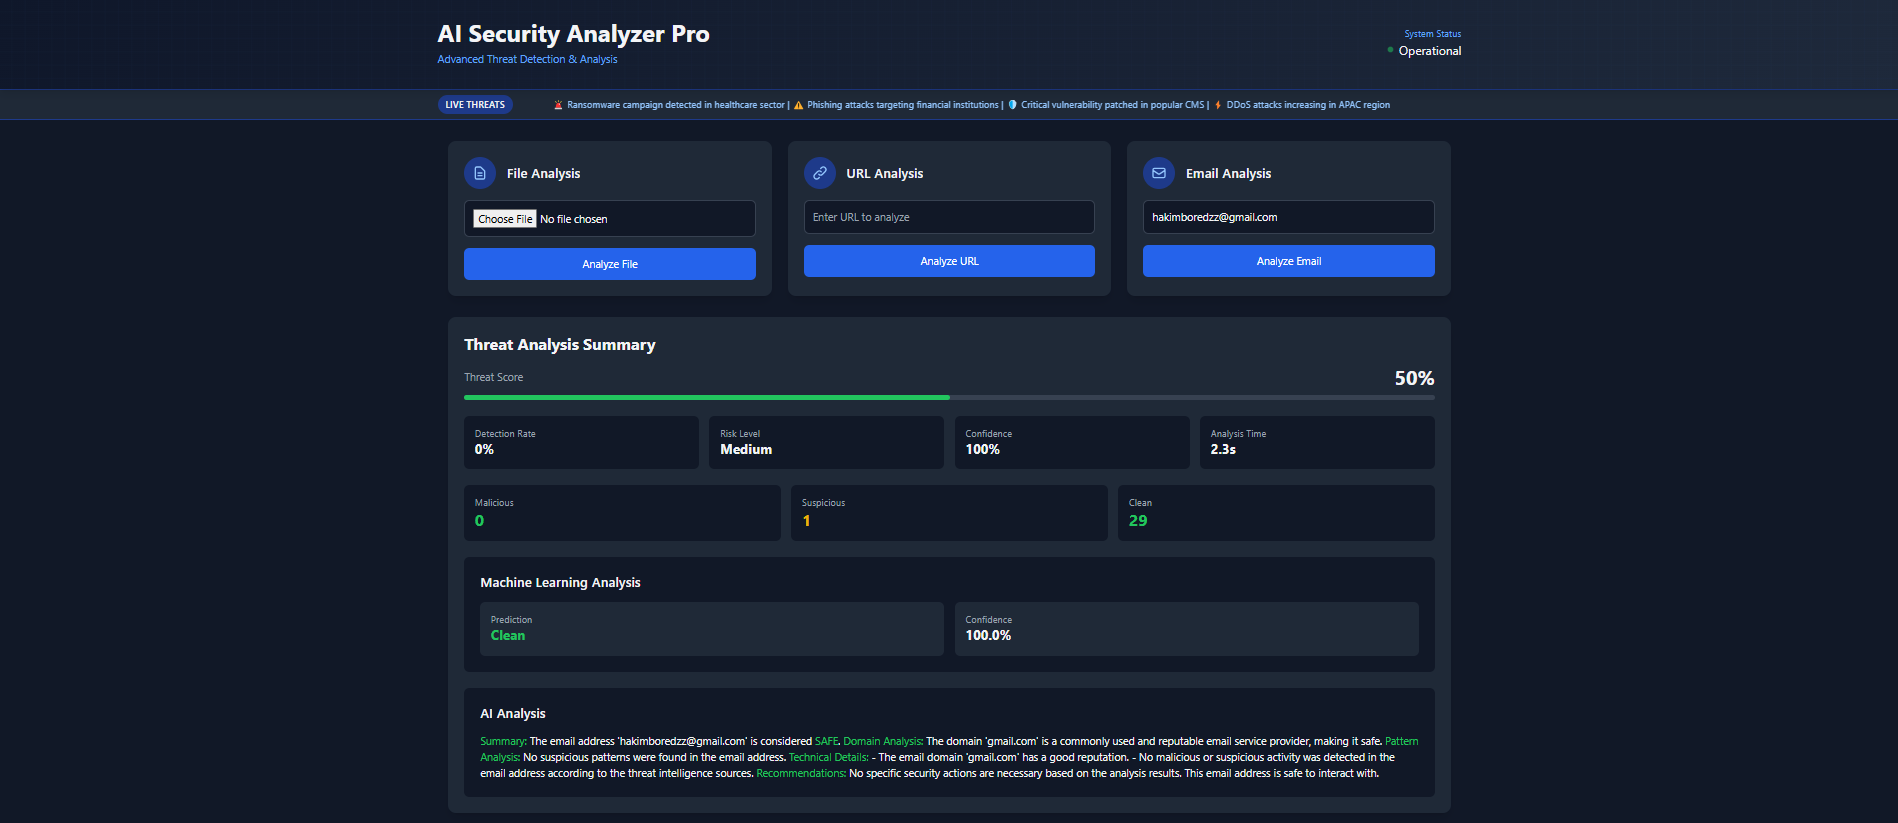 AI Security Analyzer Pro
Advanced Threat Detection & Analysis
System Status
Operational
LIVE THREATS
🚨 Ransomware campaign detected in healthcare sector | ⚠️ Phishing attacks targeting financial institutions | 🛡️ Critical vulnerability patched in popular CMS | ⚡ DDoS attacks increasing in APAC region
File Analysis
Choose File No file chosen
Analyze File
URL Analysis
Enter URL to analyze
Analyze URL
Email Analysis
hakimboredzz@gmail.com
Analyze Email
Threat Analysis Summary
Threat Score
50%
Detection Rate
0%
Risk Level
Medium
Confidence
100%
Analysis Time
2.3s
Malicious
0
Suspicious
1
Clean
29
Machine Learning Analysis
Prediction
Clean
Confidence
100.0%
AI Analysis
Summary: The email address 'hakimboredzz@gmail.com' is considered SAFE. Domain Analysis: The domain 'gmail.com' is a commonly used and reputable email service provider, making it safe. Pattern
Analysis: No suspicious patterns were found in the email address. Technical Details: - The email domain 'gmail.com' has a good reputation. - No malicious or suspicious activity was detected in the
email address according to the threat intelligence sources. Recommendations: No specific security actions are necessary based on the analysis results. This email address is safe to interact with.